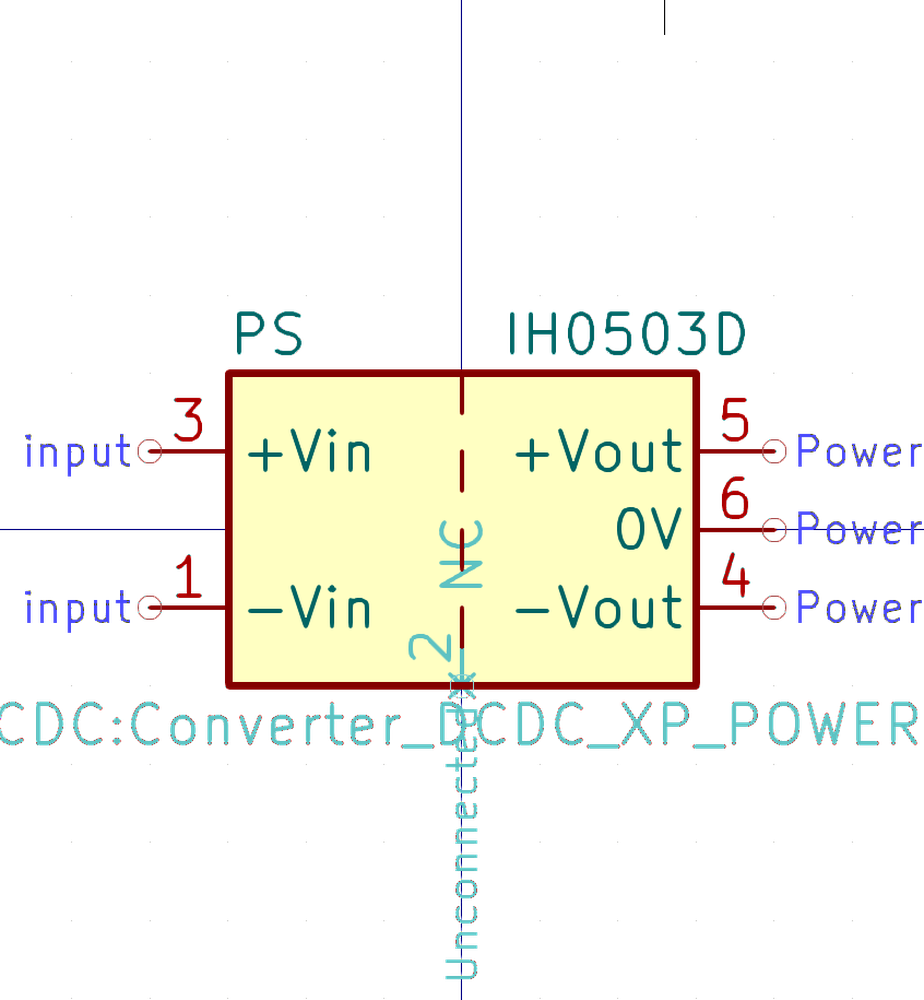 PS IH0503D
3 5
input +Vin +Vout Power
6
NC 0V Power
1 4
input -Vin -Vout Power
2
CDC:Converter_DCDC_XP_POWER
Unconnected